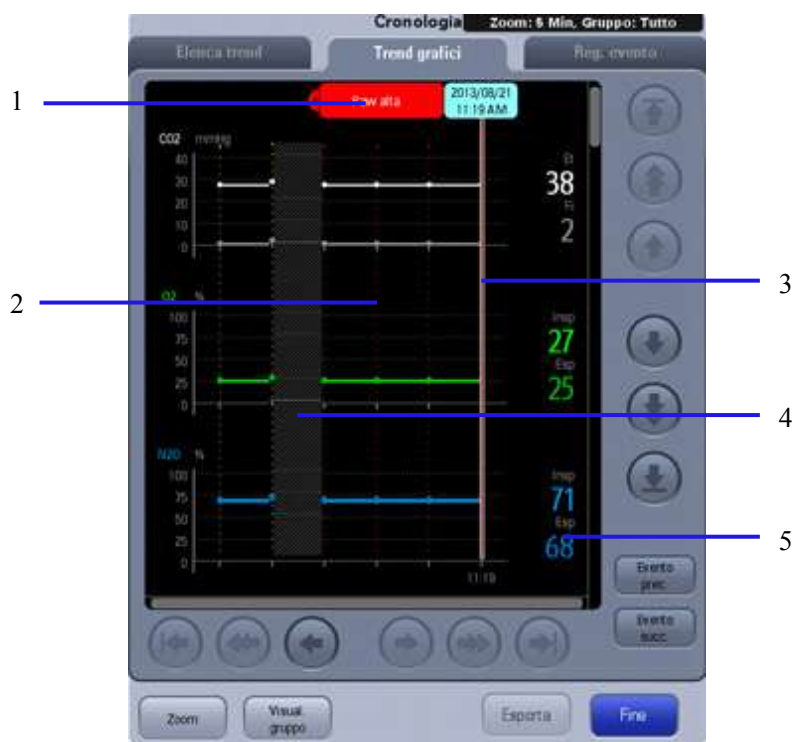 Cronologia Zoom: 5 Min, Gruppo: Tutto
Elenca trend Trend grafici Reg. evento
1 Paw alta 2013/08/21
11:19 AM
CO2 mmHg
40 Et
30 38
20 Fi
10 2
0
3
2
O2 %
100 Insp
75 27
50 Esp
25 25
0
4
N2O %
100 Insp
75 71
50 Esp
25 68
5
0
11:19
Evento
prec.
Evento
succ.
Zoom Visual.
gruppo Esporta Fine